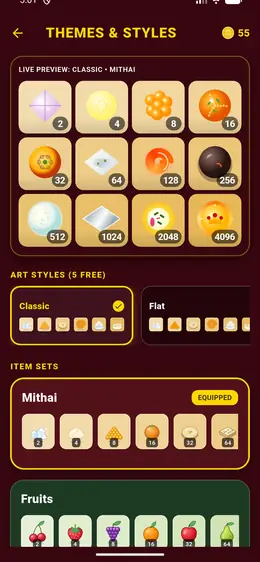 THEMES & STYLES
55
LIVE PREVIEW: CLASSIC • MITHAI
2
4
8
16
32
64
128
256
512
1024
2048
4096
ART STYLES (5 FREE)
Classic
Flat
ITEM SETS
Mithai
EQUIPPED
2
4
8
16
32
64
Fruits
2
4
8
16
32
64